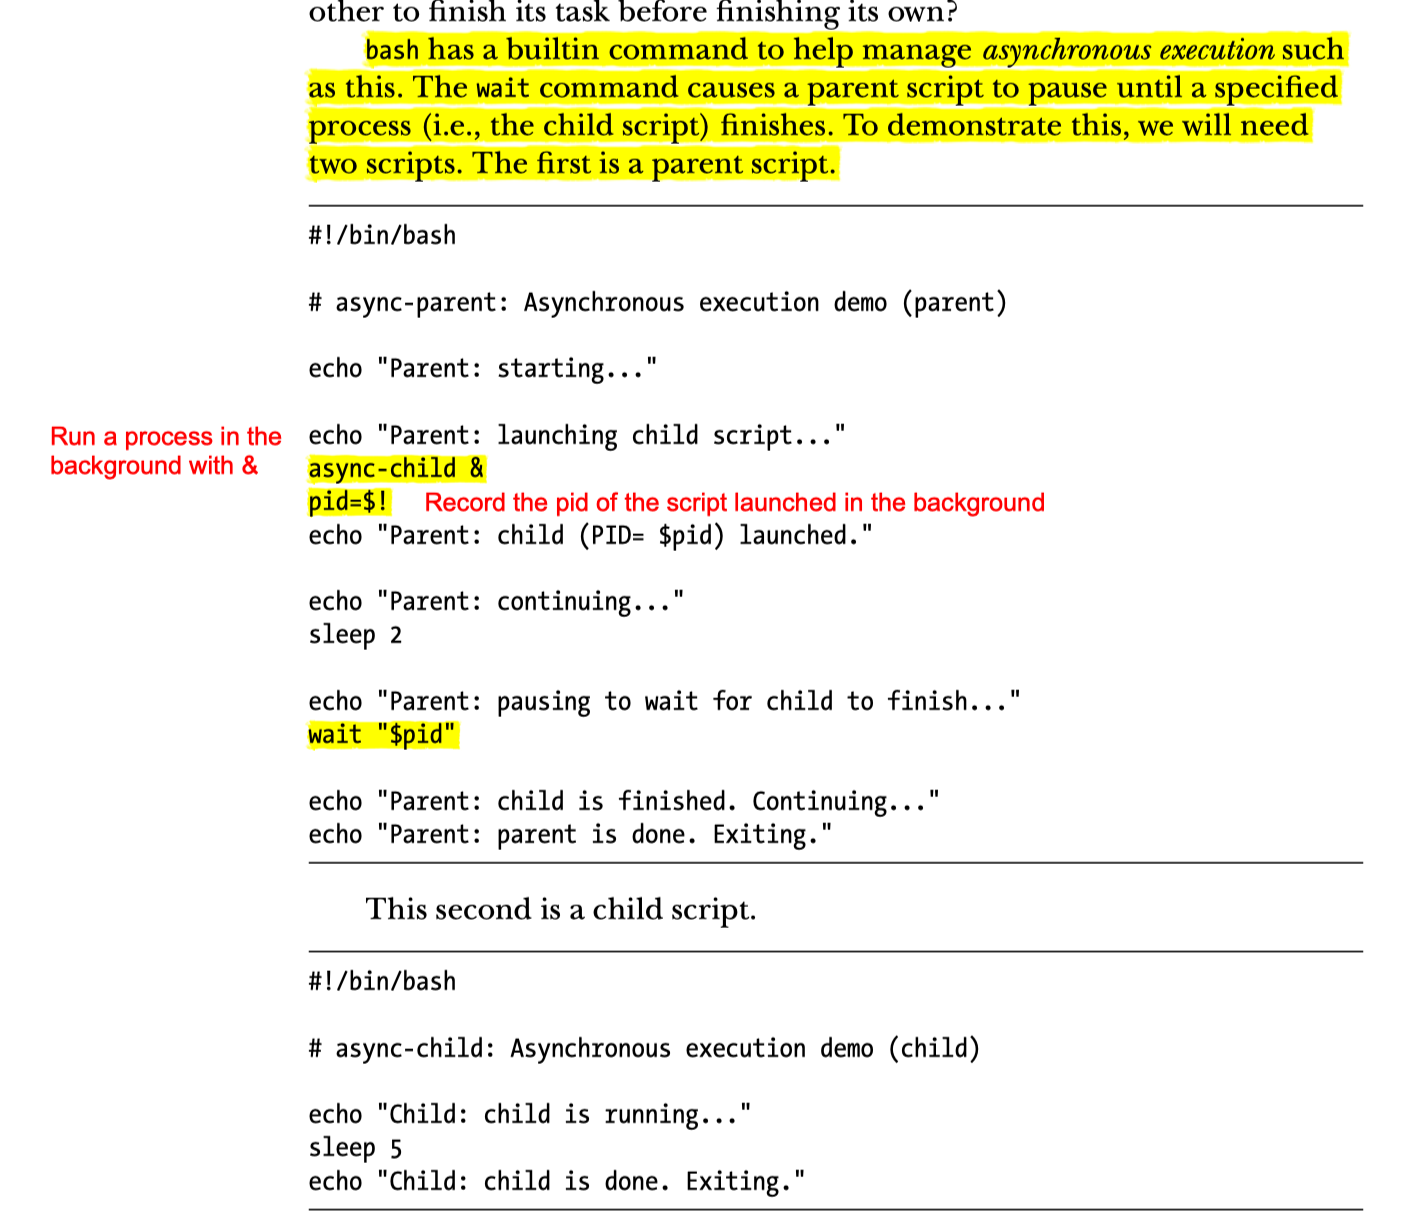 other to finish its task before finishing its own?
bash has a builtin command to help manage asynchronous execution such
as this. The wait command causes a parent script to pause until a specified
process (i.e., the child script) finishes. To demonstrate this, we will need
two scripts. The first is a parent script.
#!/bin/bash
# async-parent: Asynchronous execution demo (parent)
echo "Parent: starting..."
Run a process in the
background with &
echo "Parent: launching child script..."
async-child &
pid=$!
Record the pid of the script launched in the background
echo "Parent: child (PID= $pid) launched."
echo "Parent: continuing..."
sleep 2
echo "Parent: pausing to wait for child to finish..."
wait "$pid"
echo "Parent: child is finished. Continuing..."
echo "Parent: parent is done. Exiting."
This second is a child script.
#!/bin/bash
# async-child: Asynchronous execution demo (child)
echo "Child: child is running..."
sleep 5
echo "Child: child is done. Exiting."